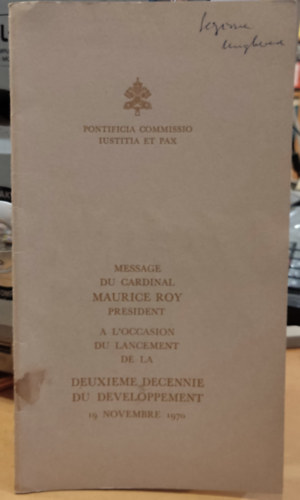 PONTIFICIA COMMISSIO
IUSTITIA ET PAX
MESSAGE
DU CARDINAL
MAURICE ROY
PRESIDENT
A L'OCCASION
DU LANCEMENT
DE LA
DEUXIEME DECENNIE
DU DEVELOPPEMENT
19 NOVEMBRE 1970